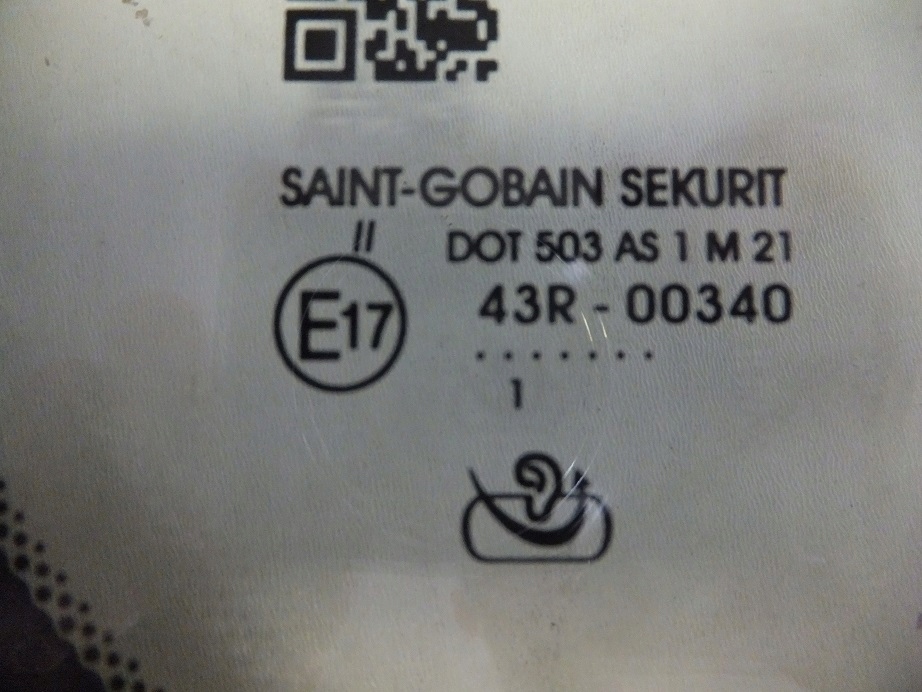 SAINT-GOBAIN SEKURIT
II DOT 503 AS 1 M 21
E17 43R - 00340
.......
1